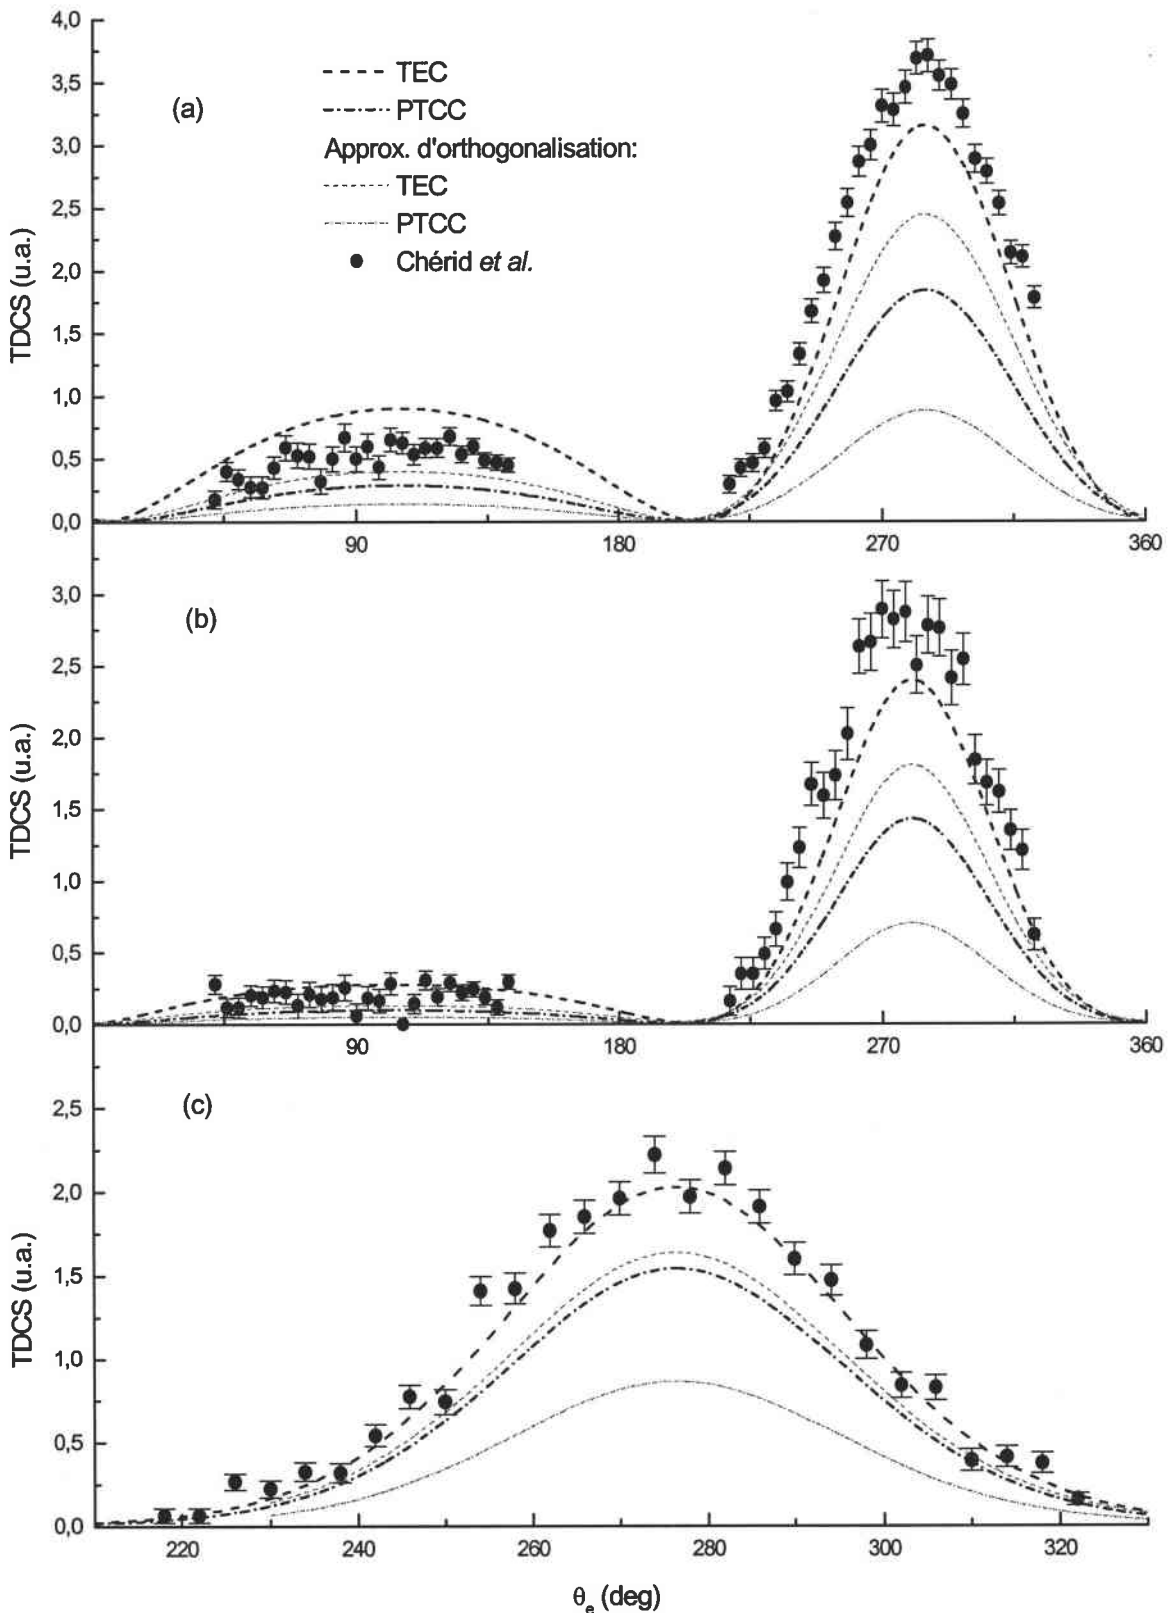 4,0
3,5
3,0
2,5
2,0
1,5
1,0
0,5
0,0
TDCS (u.a.)
(a)
TEC
PTCC
Approx. d'orthogonalisation:
TEC
PTCC
Chérid et al.
90
180
270
360
3,0
2,5
2,0
1,5
1,0
0,5
0,0
TDCS (u.a.)
(b)
90
180
270
360
2,5
2,0
1,5
1,0
0,5
0,0
TDCS (u.a.)
(c)
220
240
260
280
300
320
θe (deg)